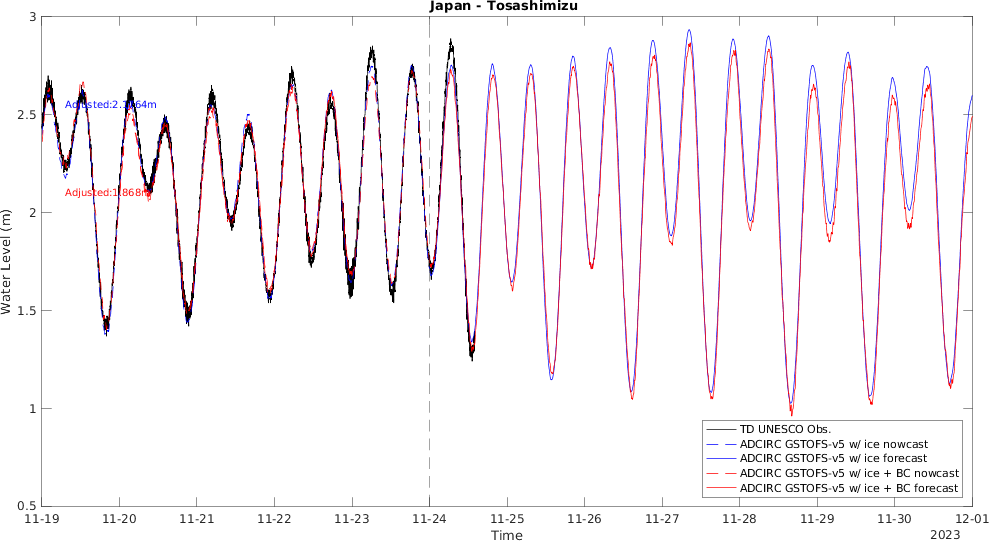 Japan - Tosashimizu
3
2.5
2
1.5
1
0.5
Water Level (m)
Adjusted:
Adjusted:
TD UNESCO Obs.
ADCIRC GSTOFS-v5 w/ ice nowcast
ADCIRC GSTOFS-v5 w/ ice forecast
ADCIRC GSTOFS-v5 w/ ice + BC nowcast
ADCIRC GSTOFS-v5 w/ ice + BC forecast
11-19 11-20 11-21 11-22 11-23 11-24 11-25 11-26 11-27 11-28 11-29 11-30 12-01
Time
2023